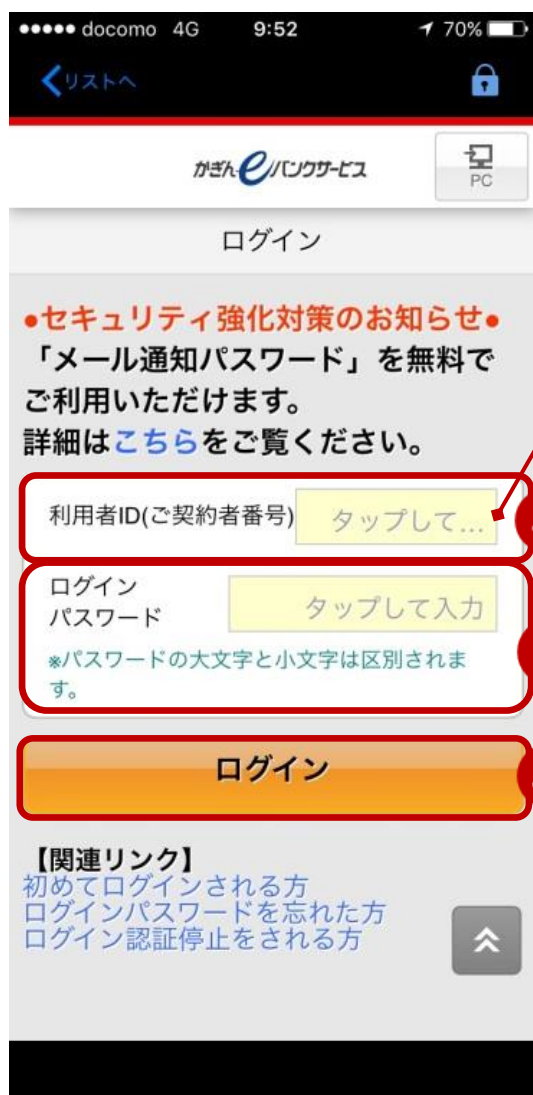 docomo 4G 9:52 70%
リストへ
かぎんeバンクサービス
PC
ログイン
●セキュリティ強化対策のお知らせ●
「メール通知パスワード」を無料で
ご利用いただけます。
詳細はこちらをご覧ください。
利用者ID(ご契約者番号) タップして...
ログイン
パスワード
タップして入力
※パスワードの大文字と小文字は区別されま
す。
ログイン
【関連リンク】
初めてログインされる方
ログインパスワードを忘れた方
ログイン認証停止をされる方